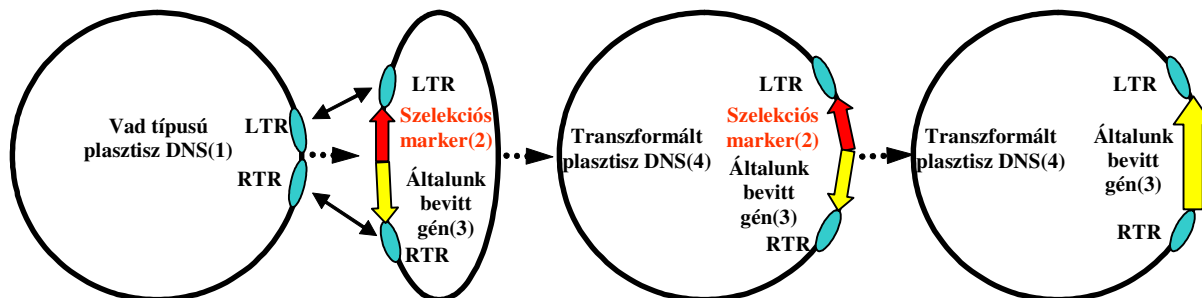 Vad típusú
plasztisz DNS(1)
LTR
RTR
LTR
Szelekciós
marker(2)
Általunk
bevitt
gén(3)
RTR
Transzformált
plasztisz DNS(4)
LTR
Szelekciós
marker(2)
Általunk
bevitt
gén(3)
RTR
Transzformált
plasztisz DNS(4)
LTR
Általunk
bevitt
gén(3)
RTR